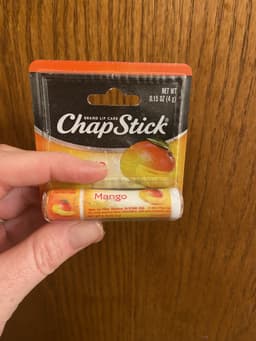 NET WT
0.15 OZ (4 g)
BRAND LIP CARE
ChapStick
Mango